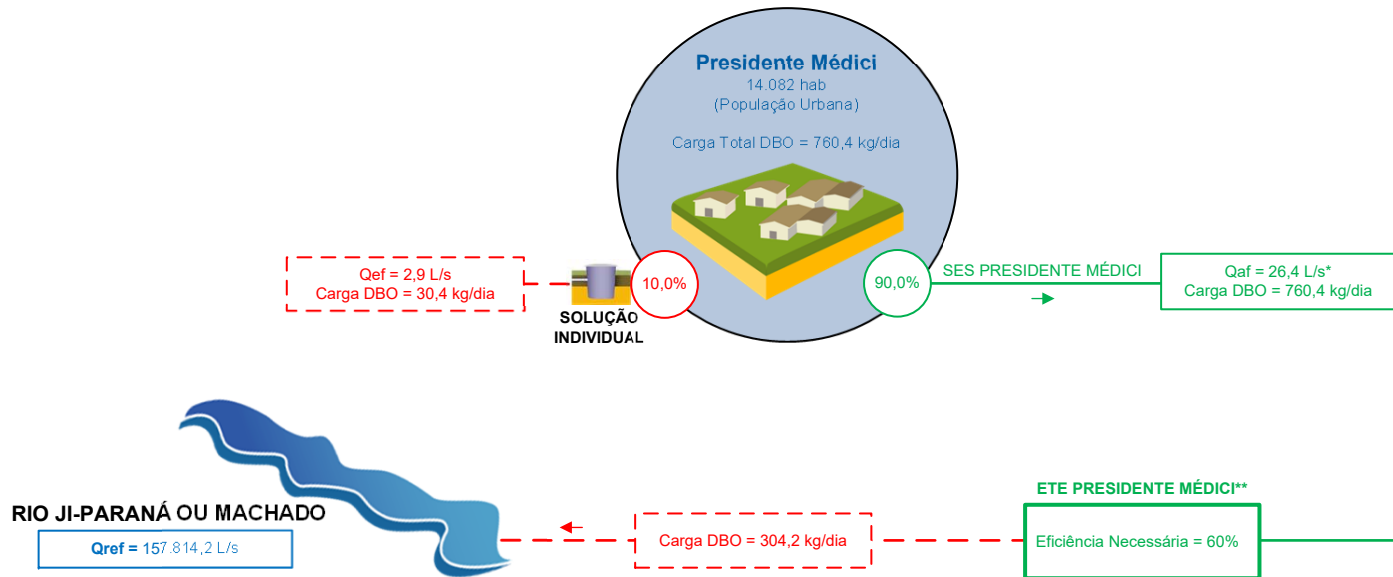 Presidente Médici
14.082 hab
(População Urbana)
Carga Total DBO = 760,4 kg/dia
Qef = 2,9 L/s
Carga DBO = 30,4 kg/dia
SOLUÇÃO
INDIVIDUAL
10,0%
90,0%
SES PRESIDENTE MÉDICI
Qaf = 26,4 L/s*
Carga DBO = 760,4 kg/dia
RIO JI-PARANÁ OU MACHADO
Qref = 157.814,2 L/s
Carga DBO = 304,2 kg/dia
ETE PRESIDENTE MÉDICI**
Eficiência Necessária = 60%